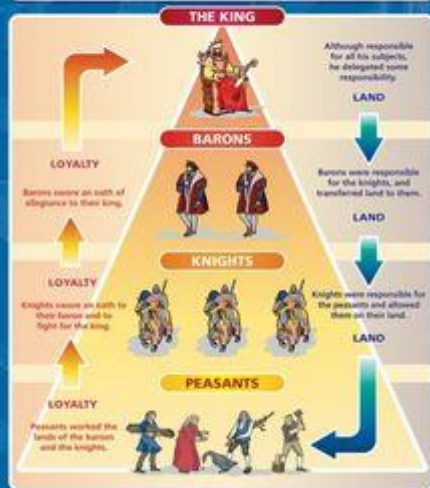 THE KING
Although responsible
for all his subjects,
he delegated some
responsibility.
LAND
BARONS
LOYALTY
Barons swore an oath of
allegiance to their king.
Barons were responsible
for the knights, and
transferred land to them.
LAND
KNIGHTS
LOYALTY
Knights swore an oath to
their baron and to
fight for the king.
Knights were responsible for
the peasants and allowed
them on their land.
LAND
PEASANTS
LOYALTY
Peasants worked the
lands of the barons
and the knights.